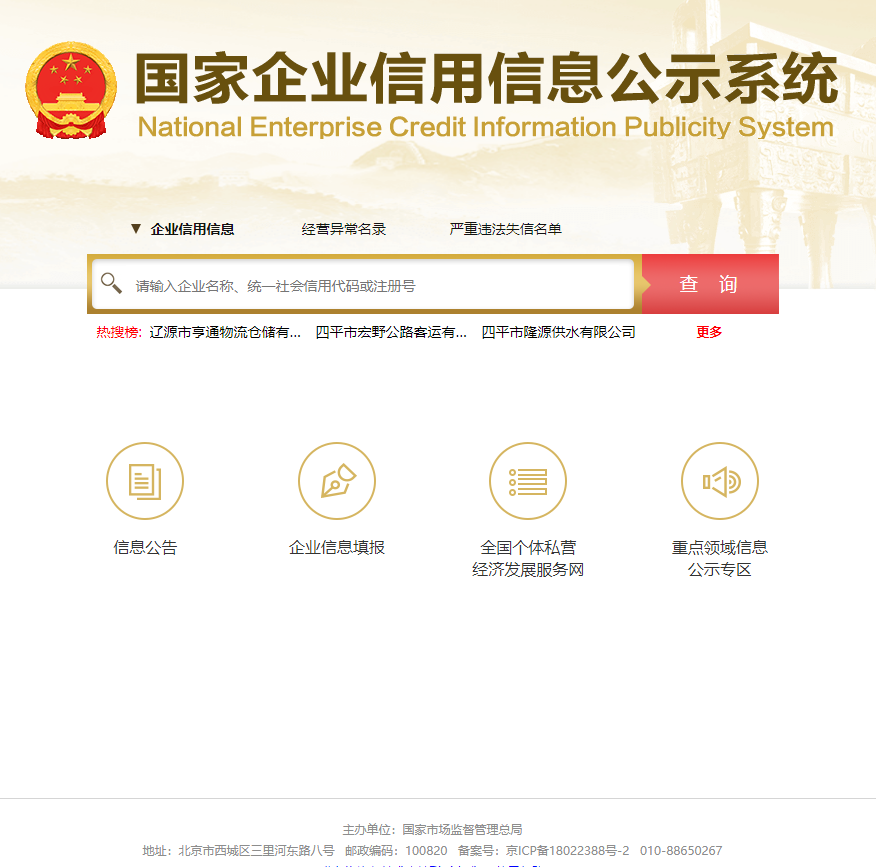 国家企业信用信息公示系统
National Enterprise Credit Information Publicity System
▼ 企业信用信息 经营异常名录 严重违法失信名单
请输入企业名称、统一社会信用代码或注册号
查 询
热搜榜: 辽源市亨通物流仓储有... 四平市宏野公路客运有... 四平市隆源供水有限公司 更多
信息公告 企业信息填报 全国个体私营 重点领域信息
经济发展服务网 公示专区
主办单位：国家市场监督管理总局
地址：北京市西城区三里河东路八号 邮政编码：100820 备案号：京ICP备18022388号-2 010-88650267